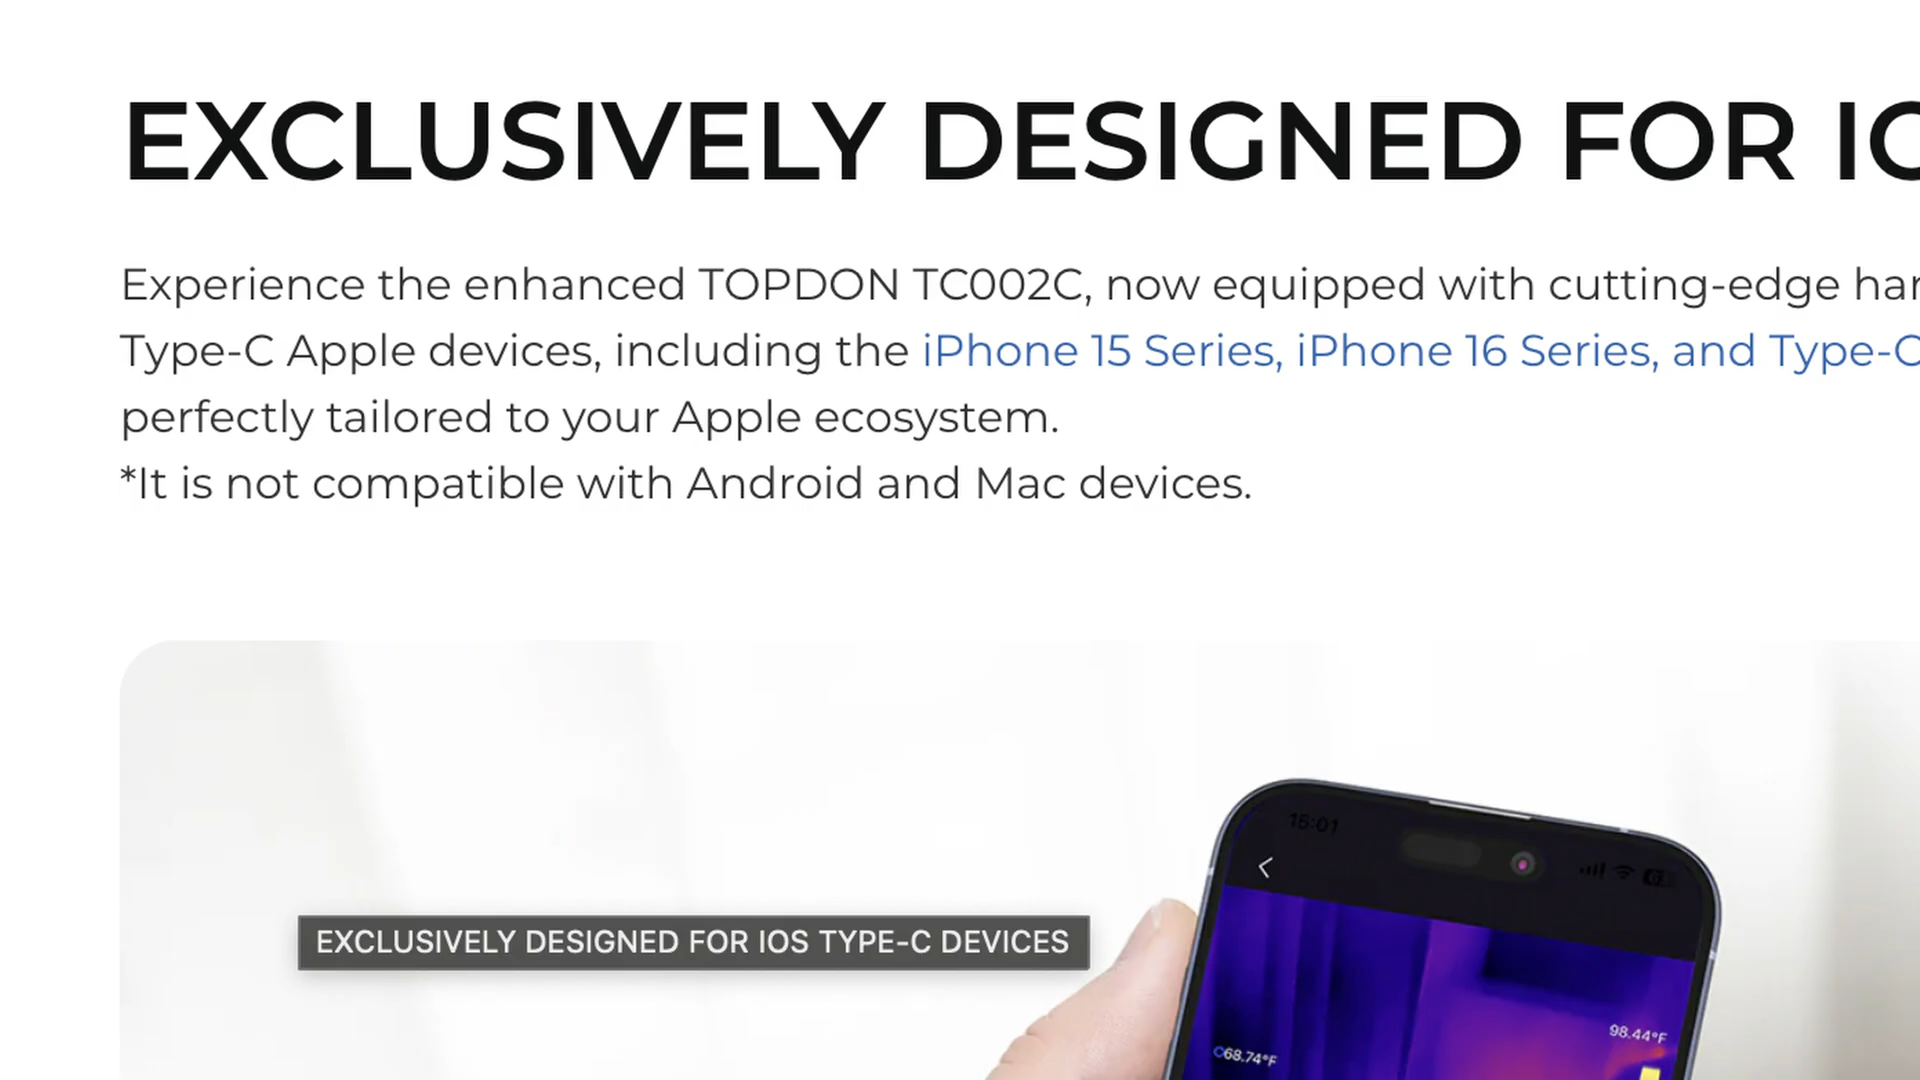 EXCLUSIVELY DESIGNED FOR IO
Experience the enhanced TOPDON TC002C, now equipped with cutting-edge har
Type-C Apple devices, including the iPhone 15 Series, iPhone 16 Series, and Type-C
perfectly tailored to your Apple ecosystem.
*It is not compatible with Android and Mac devices.
15:01
EXCLUSIVELY DESIGNED FOR IOS TYPE-C DEVICES
98.44°F
68.74°F